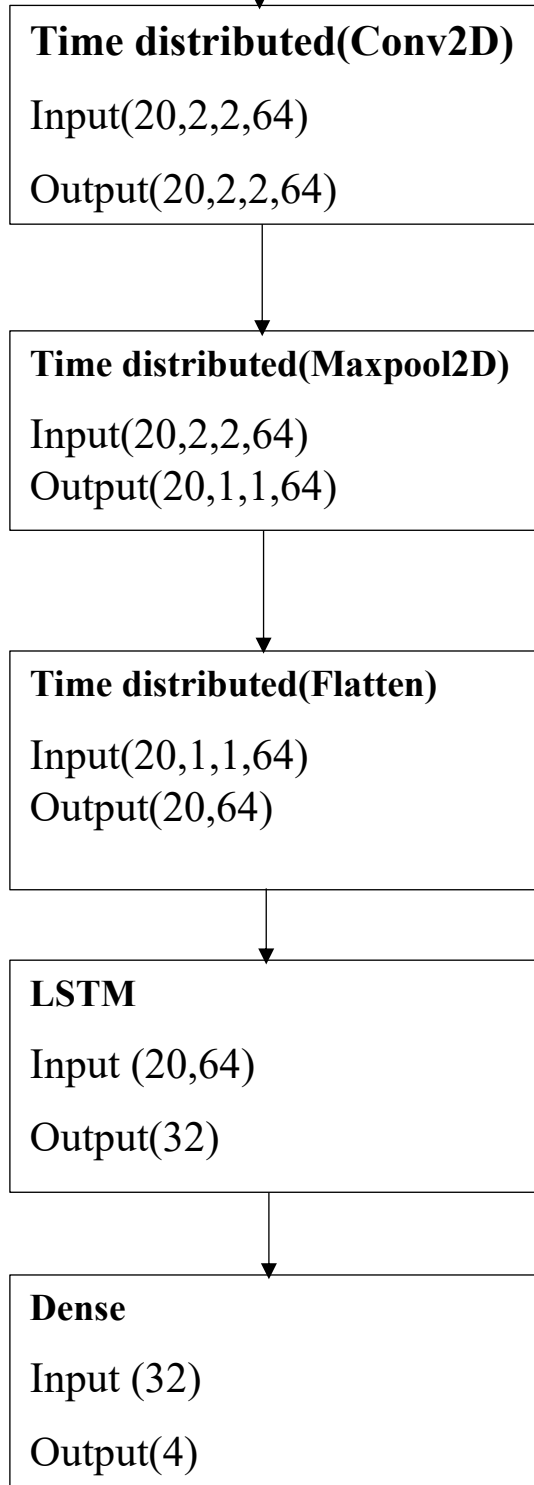 Time distributed(Conv2D)
Input(20,2,2,64)
Output(20,2,2,64)
Time distributed(Maxpool2D)
Input(20,2,2,64)
Output(20,1,1,64)
Time distributed(Flatten)
Input(20,1,1,64)
Output(20,64)
LSTM
Input (20,64)
Output(32)
Dense
Input (32)
Output(4)